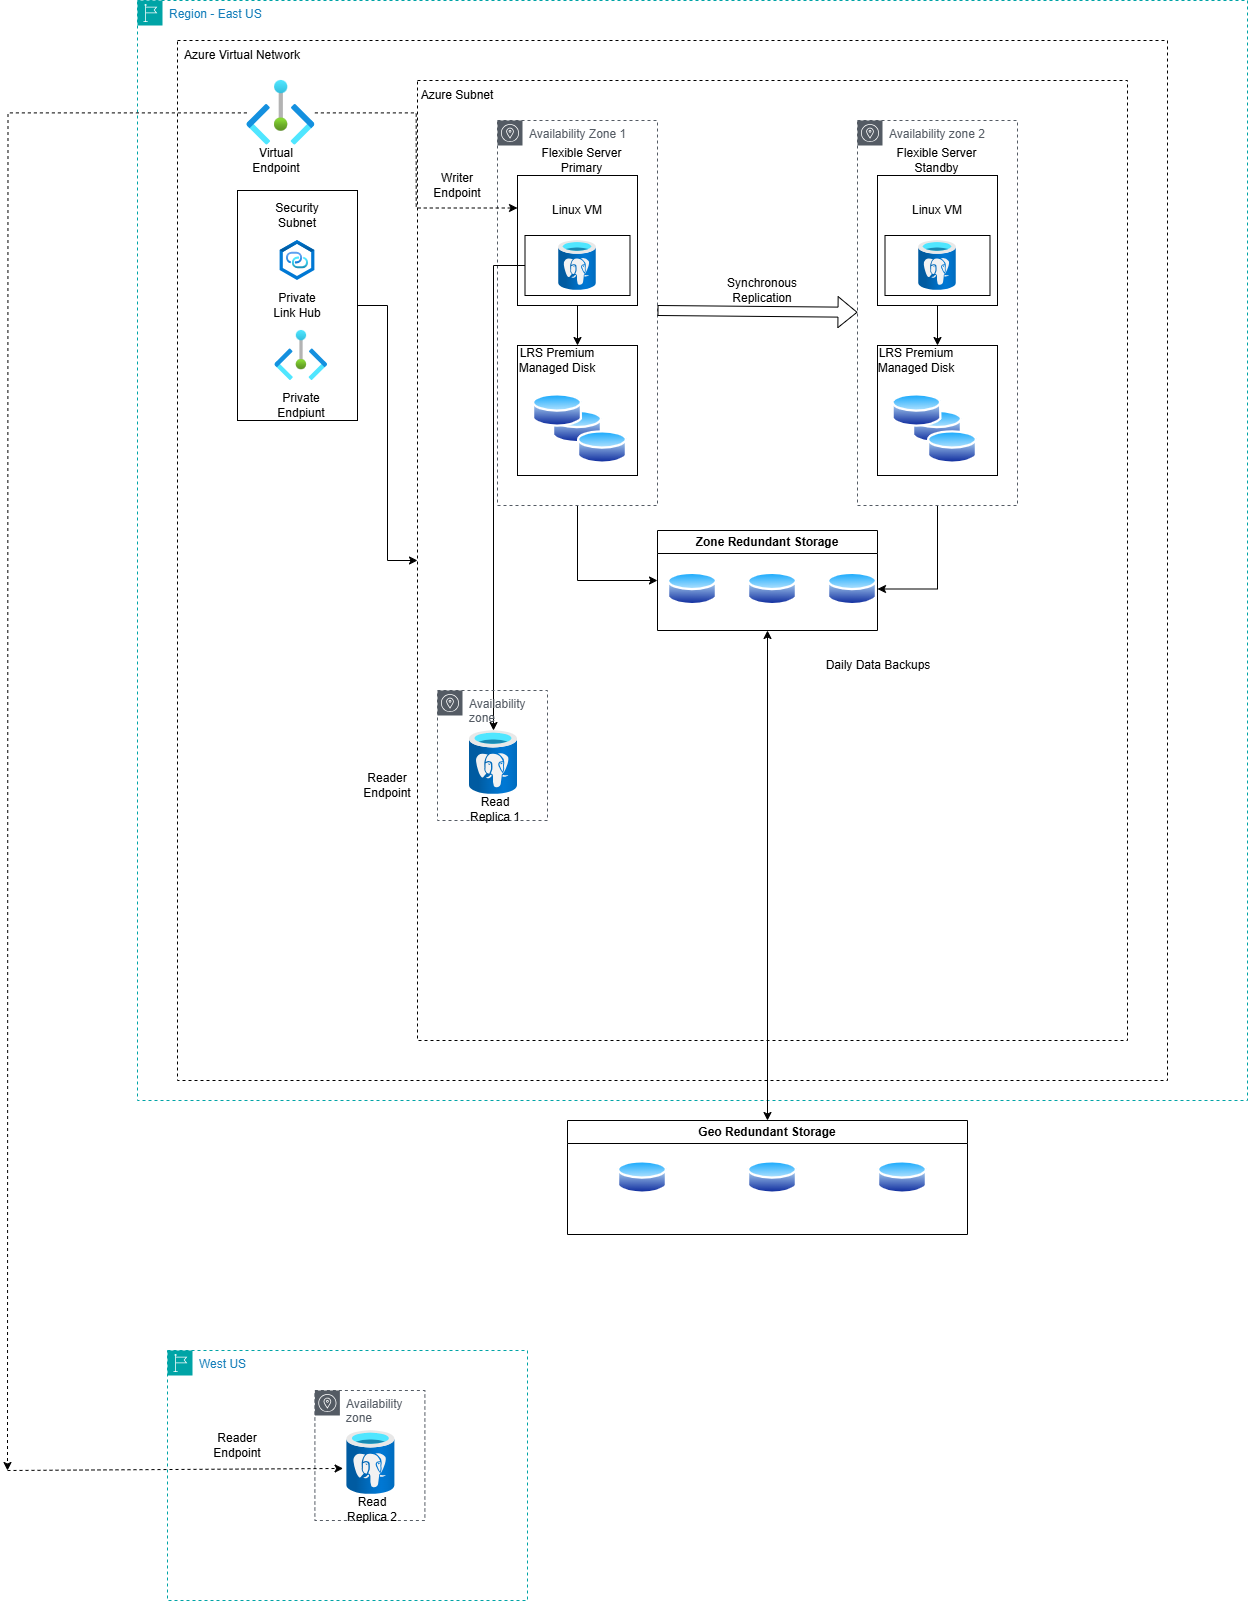 Region - East US
Azure Virtual Network
Azure Subnet
Virtual
Endpoint
Security
Subnet
Private
Link Hub
Private
Endpiunt
Writer
Endpoint
Availability Zone 1
Flexible Server
Primary
Linux VM
LRS Premium
Managed Disk
Synchronous
Replication
Availability zone 2
Flexible Server
Standby
Linux VM
LRS Premium
Managed Disk
Zone Redundant Storage
Daily Data Backups
Availability
zone
Read
Replica 1
Reader
Endpoint
Geo Redundant Storage
West US
Availability
zone
Reader
Endpoint
Read
Replica 2